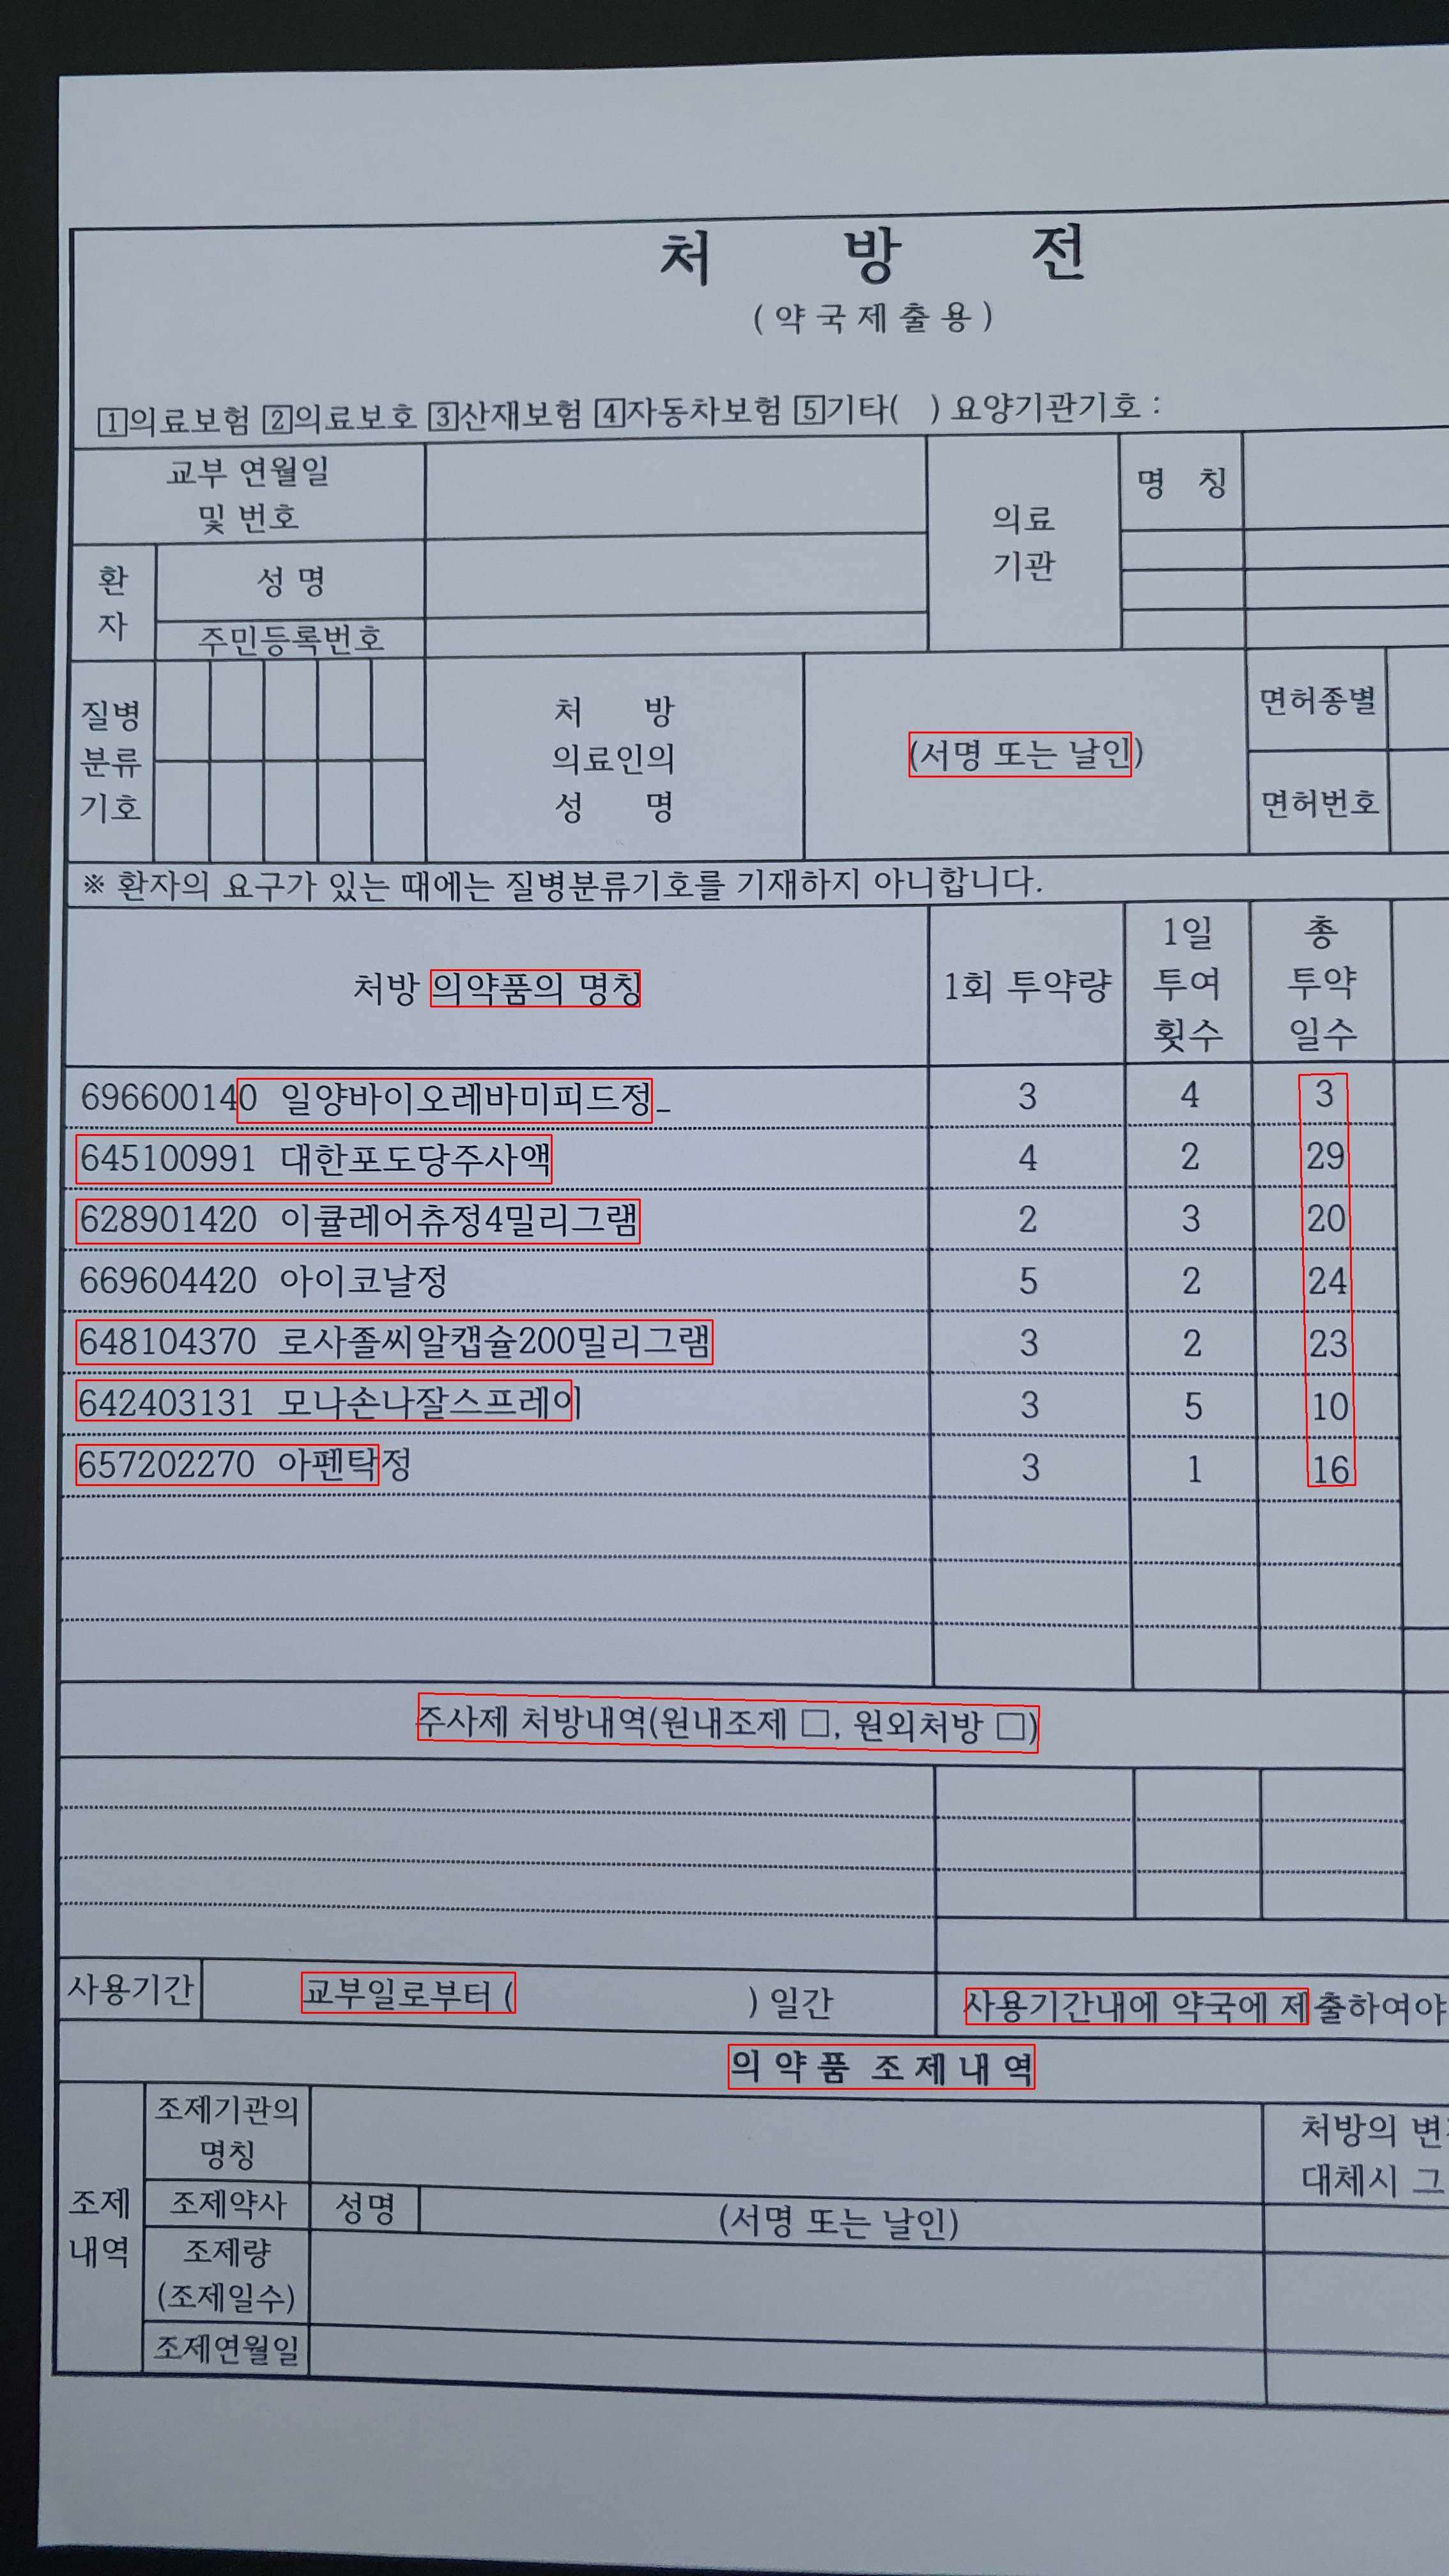 처 방 전
(약국제출용)
1의료보험 2의료보호 3산재보험 4자동차보험 5기타( ) 요양기관기호 :
교부 연월일
및 번호
의료
기관
명 칭
환
자
성 명
주민등록번호
질병
분류
기호
처 방
의료인의
성 명
(서명 또는 날인)
면허종별
면허번호
※ 환자의 요구가 있는 때에는 질병분류기호를 기재하지 아니합니다.
처방 의약품의 명칭
1회 투약량
1일
투여
횟수
총
투약
일수
696600140 일양바이오레바미피드정_ 3 4 3
645100991 대한포도당주사액 4 2 29
628901420 이큘레어츄정4밀리그램 2 3 20
669604420 아이코날정 5 2 24
648104370 로사졸씨알캡슐200밀리그램 3 2 23
642403131 모나손나잘스프레이 3 5 10
657202270 아펜탁정 3 1 16
주사제 처방내역(원내조제 □, 원외처방 □)
사용기간 교부일로부터 ( ) 일간 사용기간내에 약국에 제출하여야
의 약 품 조 제 내 역
조제
내역
조제기관의
명칭
처방의 변
대체시 그
조제약사 성명 (서명 또는 날인)
조제량
(조제일수)
조제연월일